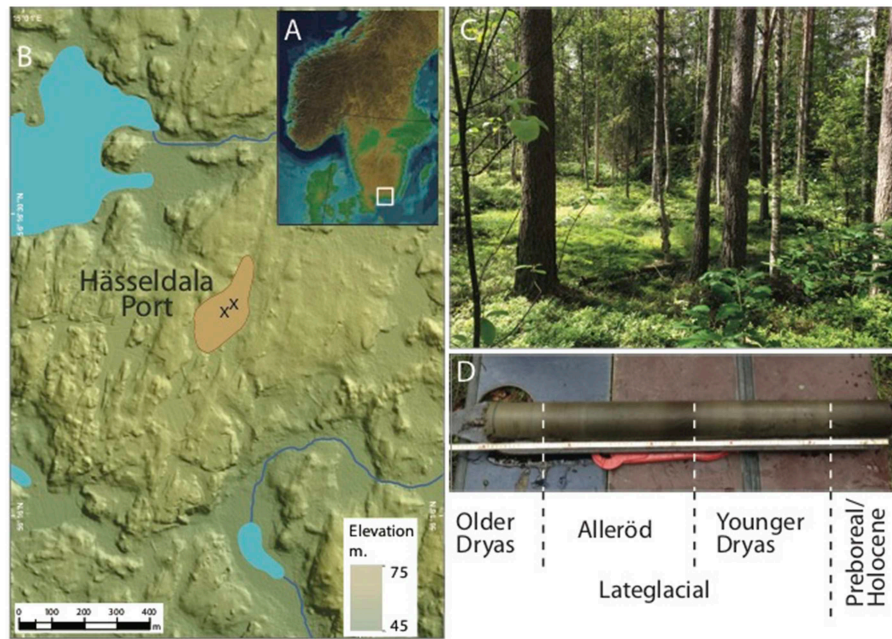 B
A
C
Hässeldala
Port
x x
Elevation
m.
75
45
0 100 200 300 400
m
D
Older
Dryas
Alleröd
Younger
Dryas
Preboreal/
Holocene
Lateglacial